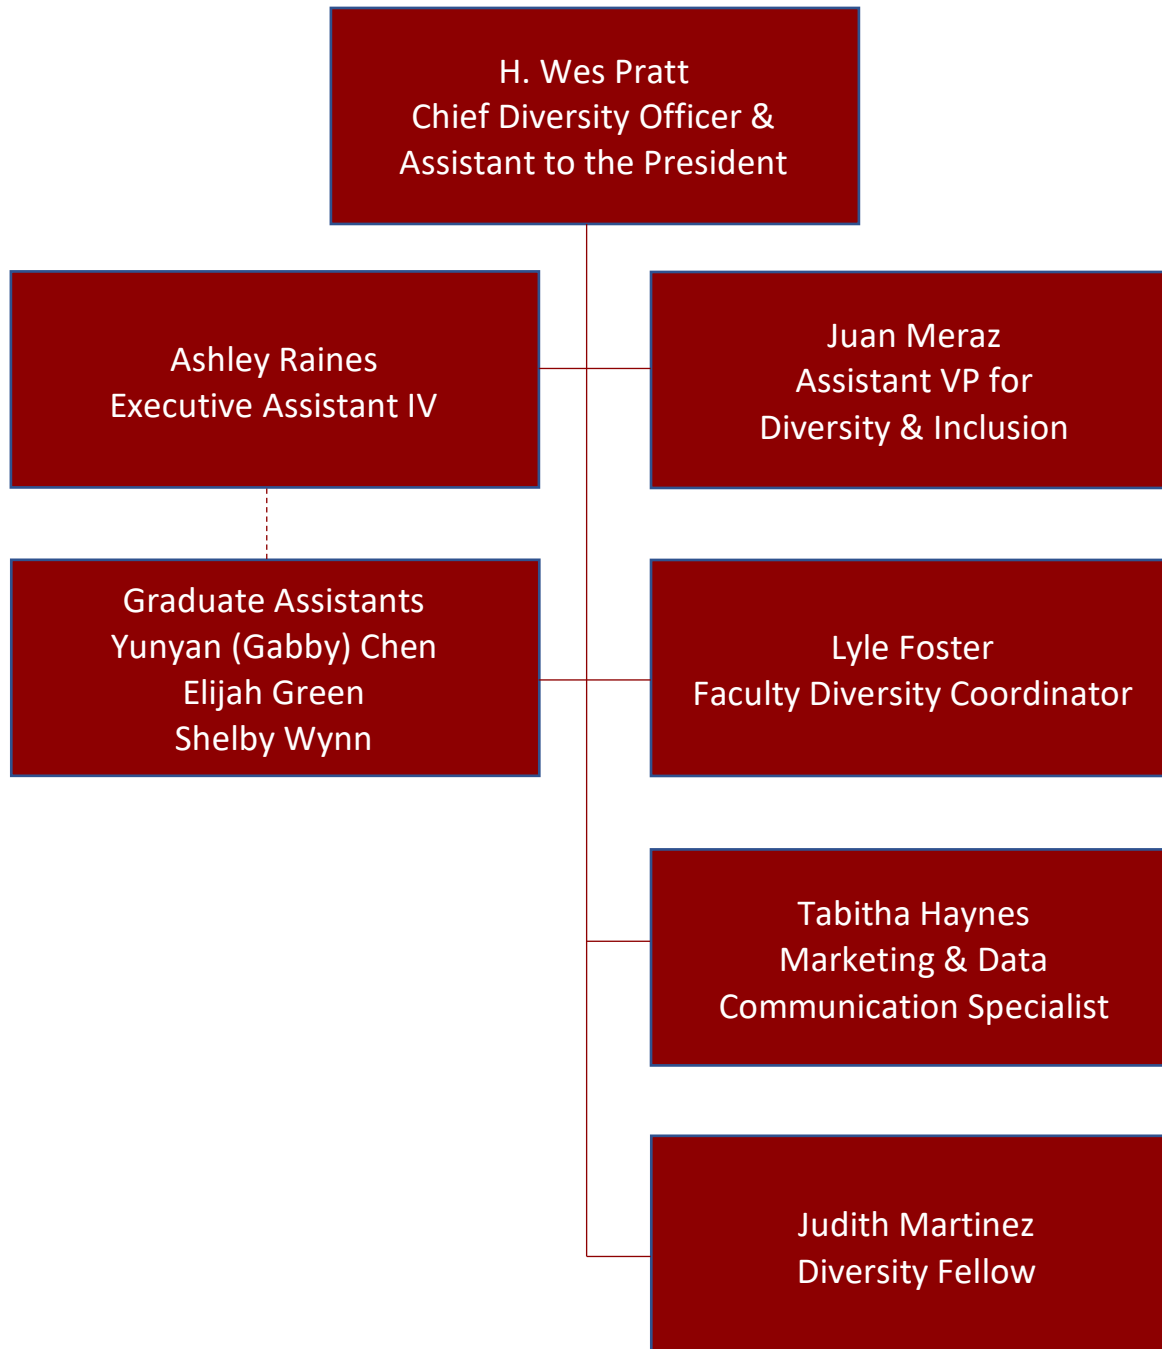 H. Wes Pratt
Chief Diversity Officer &
Assistant to the President
Ashley Raines
Executive Assistant IV
Juan Meraz
Assistant VP for
Diversity & Inclusion
Graduate Assistants
Yunyan (Gabby) Chen
Elijah Green
Shelby Wynn
Lyle Foster
Faculty Diversity Coordinator
Tabitha Haynes
Marketing & Data
Communication Specialist
Judith Martinez
Diversity Fellow